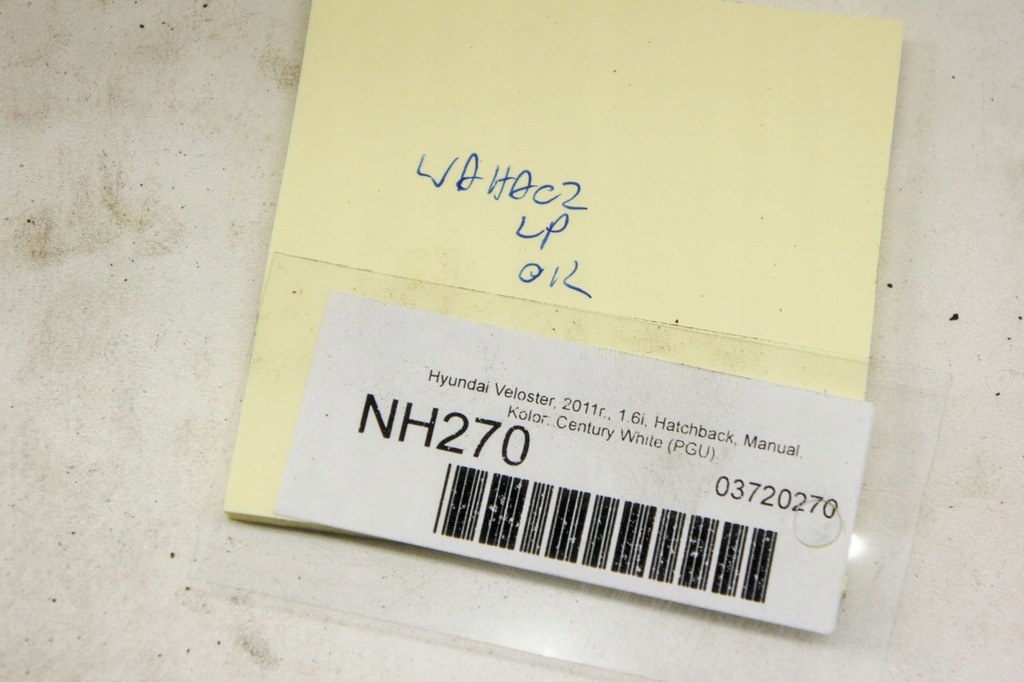 WAHACZ
LP
OK
Hyundai Veloster, 2011r., 1.6i, Hatchback, Manual,
Kolor: Century White (PGU)
NH270
03720270